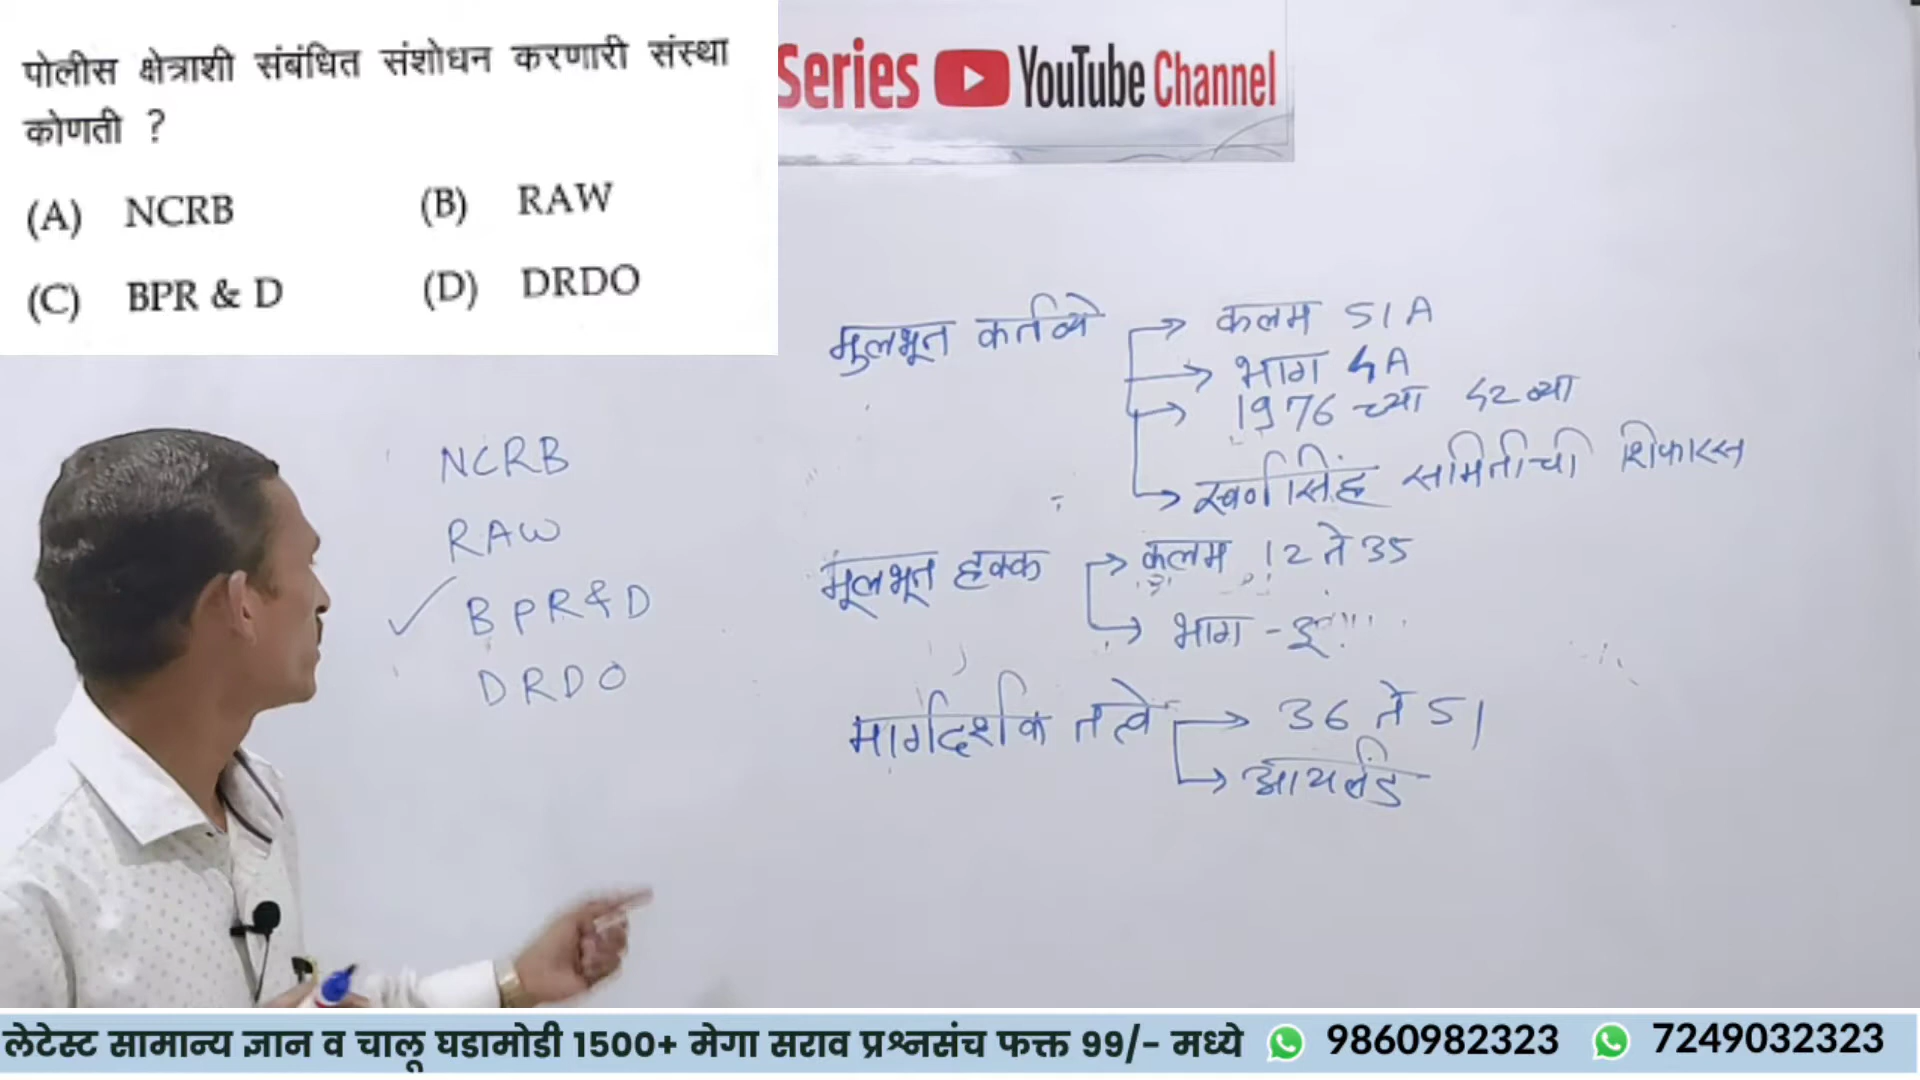 पोलीस क्षेत्राशी संबंधित संशोधन करणारी संस्था
कोणती ?
(A) NCRB (B) RAW
(C) BPR & D (D) DRDO
Series YouTube Channel
NCRB
RAW
✓ BPR&D
DRDO
मुलभूत कर्तव्ये → कलम 51A
→ भाग 4A
→ 1976 च्या 42 व्या
→ स्वर्णसिंह समितीची शिफारस
मूलभूत हक्क → कलम 12 ते 35
→ भाग - 3
मार्गदर्शक तत्वे → 36 ते 51
→ आयर्लंड
लेटेस्ट सामान्य ज्ञान व चालू घडामोडी 1500+ मेगा सराव प्रश्नसंच फक्त 99/- मध्ये 9860982323 7249032323